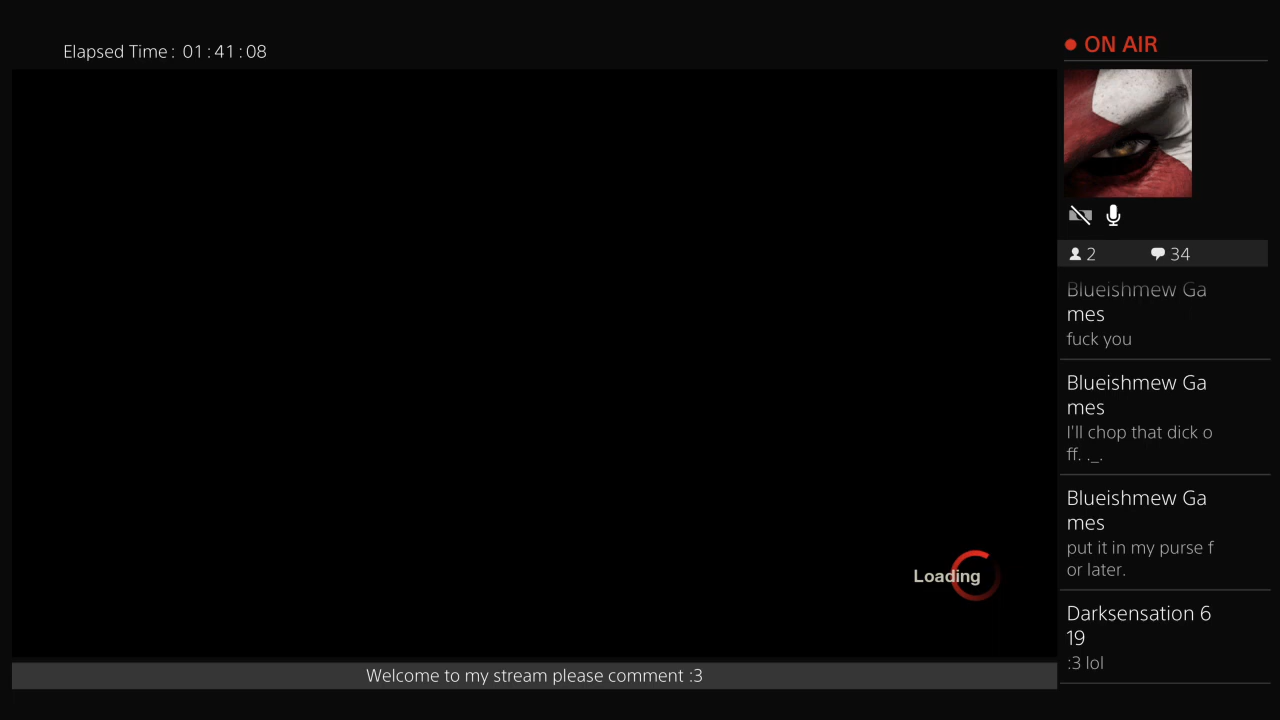 Elapsed Time : 01 : 41 : 08
ON AIR
2 34
Blueishmew Ga
mes
fuck you
Blueishmew Ga
mes
I'll chop that dick o
ff. ._.
Blueishmew Ga
mes
put it in my purse f
or later.
Darksensation 6
19
:3 lol
Loading
Welcome to my stream please comment :3